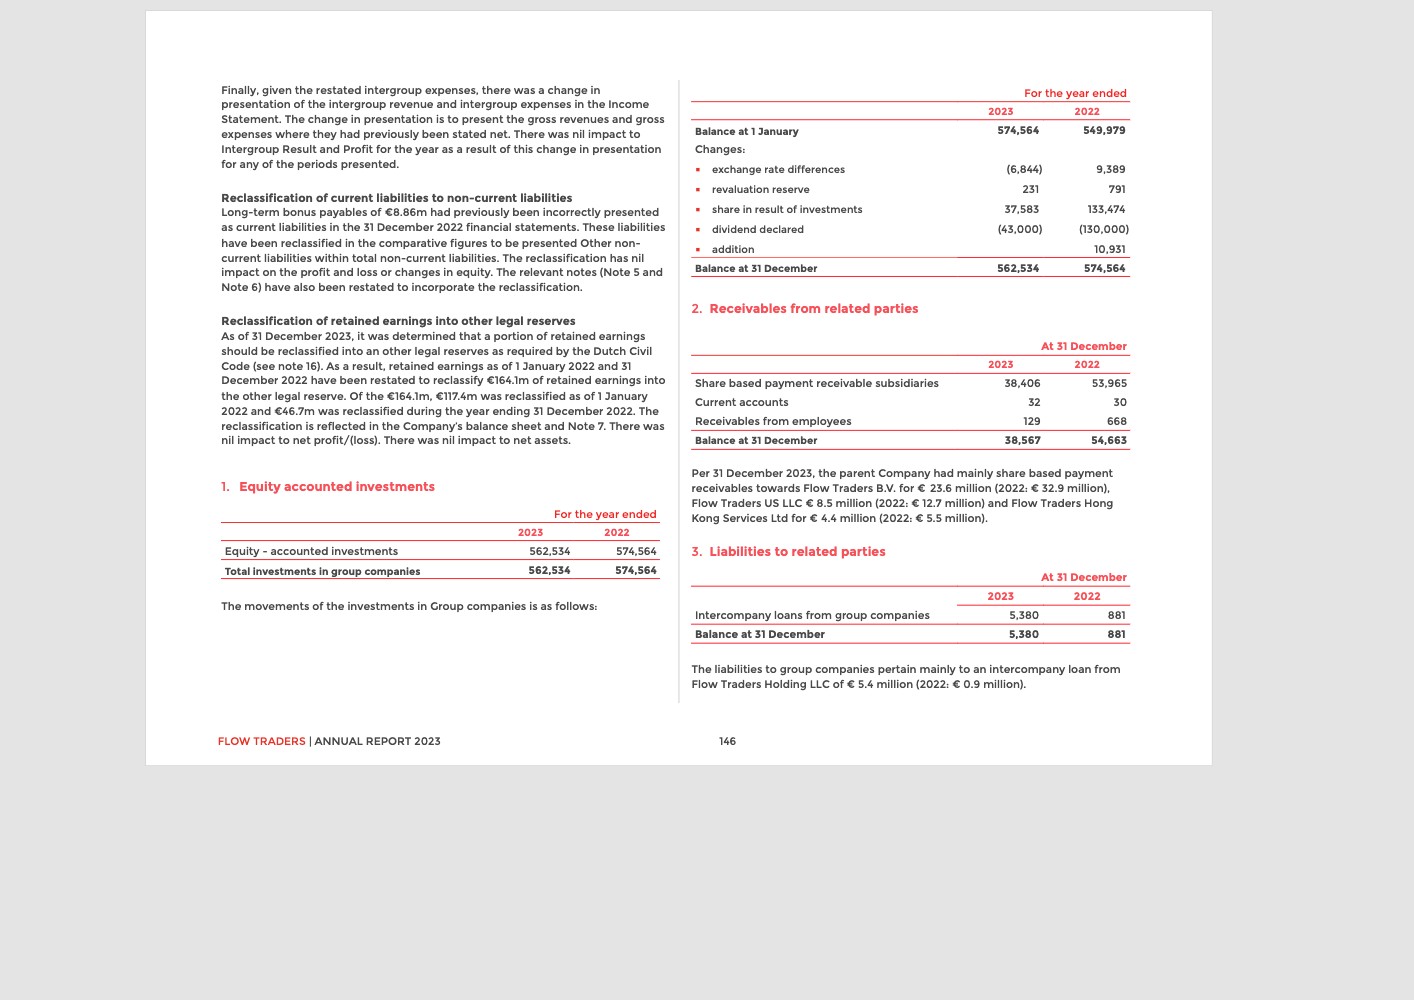 Finally, given the restated intergroup expenses, there was a change in
presentation of the intergroup revenue and intergroup expenses in the Income
Statement. The change in presentation is to present the gross revenues and gross
expenses where they had previously been stated net. There was nil impact to
Intergroup Result and Profit for the year as a result of this change in presentation
for any of the periods presented.
Reclassification of current liabilities to non-current liabilities
Long-term bonus payables of €8.86m had previously been incorrectly presented
as current liabilities in the 31 December 2022 financial statements. These liabilities
have been reclassified in the comparative figures to be presented Other non-
current liabilities within total non-current liabilities. The reclassification has nil
impact on the profit and loss or changes in equity. The relevant notes (Note 5 and
Note 6) have also been restated to incorporate the reclassification.
Reclassification of retained earnings into other legal reserves
As of 31 December 2023, it was determined that a portion of retained earnings
should be reclassified into an other legal reserves as required by the Dutch Civil
Code (see note 16). As a result, retained earnings as of 1 January 2022 and 31
December 2022 have been restated to reclassify €164.1m of retained earnings into
the other legal reserve. Of the €164.1m, €117.4m was reclassified as of 1 January
2022 and €46.7m was reclassified during the year ending 31 December 2022. The
reclassification is reflected in the Company's balance sheet and Note 7. There was
nil impact to net profit/(loss). There was nil impact to net assets.
1. Equity accounted investments
For the year ended
2023 2022
Equity - accounted investments 562,534 574,564
Total investments in group companies 562,534 574,564
The movements of the investments in Group companies is as follows:
For the year ended
2023 2022
Balance at 1 January 574,564 549,979
Changes:
▪ exchange rate differences (6,844) 9,389
▪ revaluation reserve 231 791
▪ share in result of investments 37,583 133,474
▪ dividend declared (43,000) (130,000)
▪ addition 10,931
Balance at 31 December 562,534 574,564
2. Receivables from related parties
At 31 December
2023 2022
Share based payment receivable subsidiaries 38,406 53,965
Current accounts 32 30
Receivables from employees 129 668
Balance at 31 December 38,567 54,663
Per 31 December 2023, the parent Company had mainly share based payment
receivables towards Flow Traders B.V. for € 23.6 million (2022: € 32.9 million),
Flow Traders US LLC € 8.5 million (2022: € 12.7 million) and Flow Traders Hong
Kong Services Ltd for € 4.4 million (2022: € 5.5 million).
3. Liabilities to related parties
At 31 December
2023 2022
Intercompany loans from group companies 5,380 881
Balance at 31 December 5,380 881
The liabilities to group companies pertain mainly to an intercompany loan from
Flow Traders Holding LLC of € 5.4 million (2022: € 0.9 million).
FLOW TRADERS | ANNUAL REPORT 2023 146